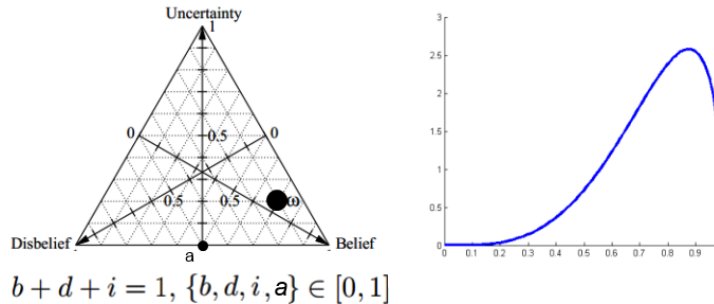 Uncertainty
1
0
0.5
0
0.5
0.5
ω
Disbelief
a
Belief
b + d + i = 1, {b, d, i, a} ∈ [0, 1]
3
2.5
2
1.5
1
0.5
0
0 0.1 0.2 0.3 0.4 0.5 0.6 0.7 0.8 0.9